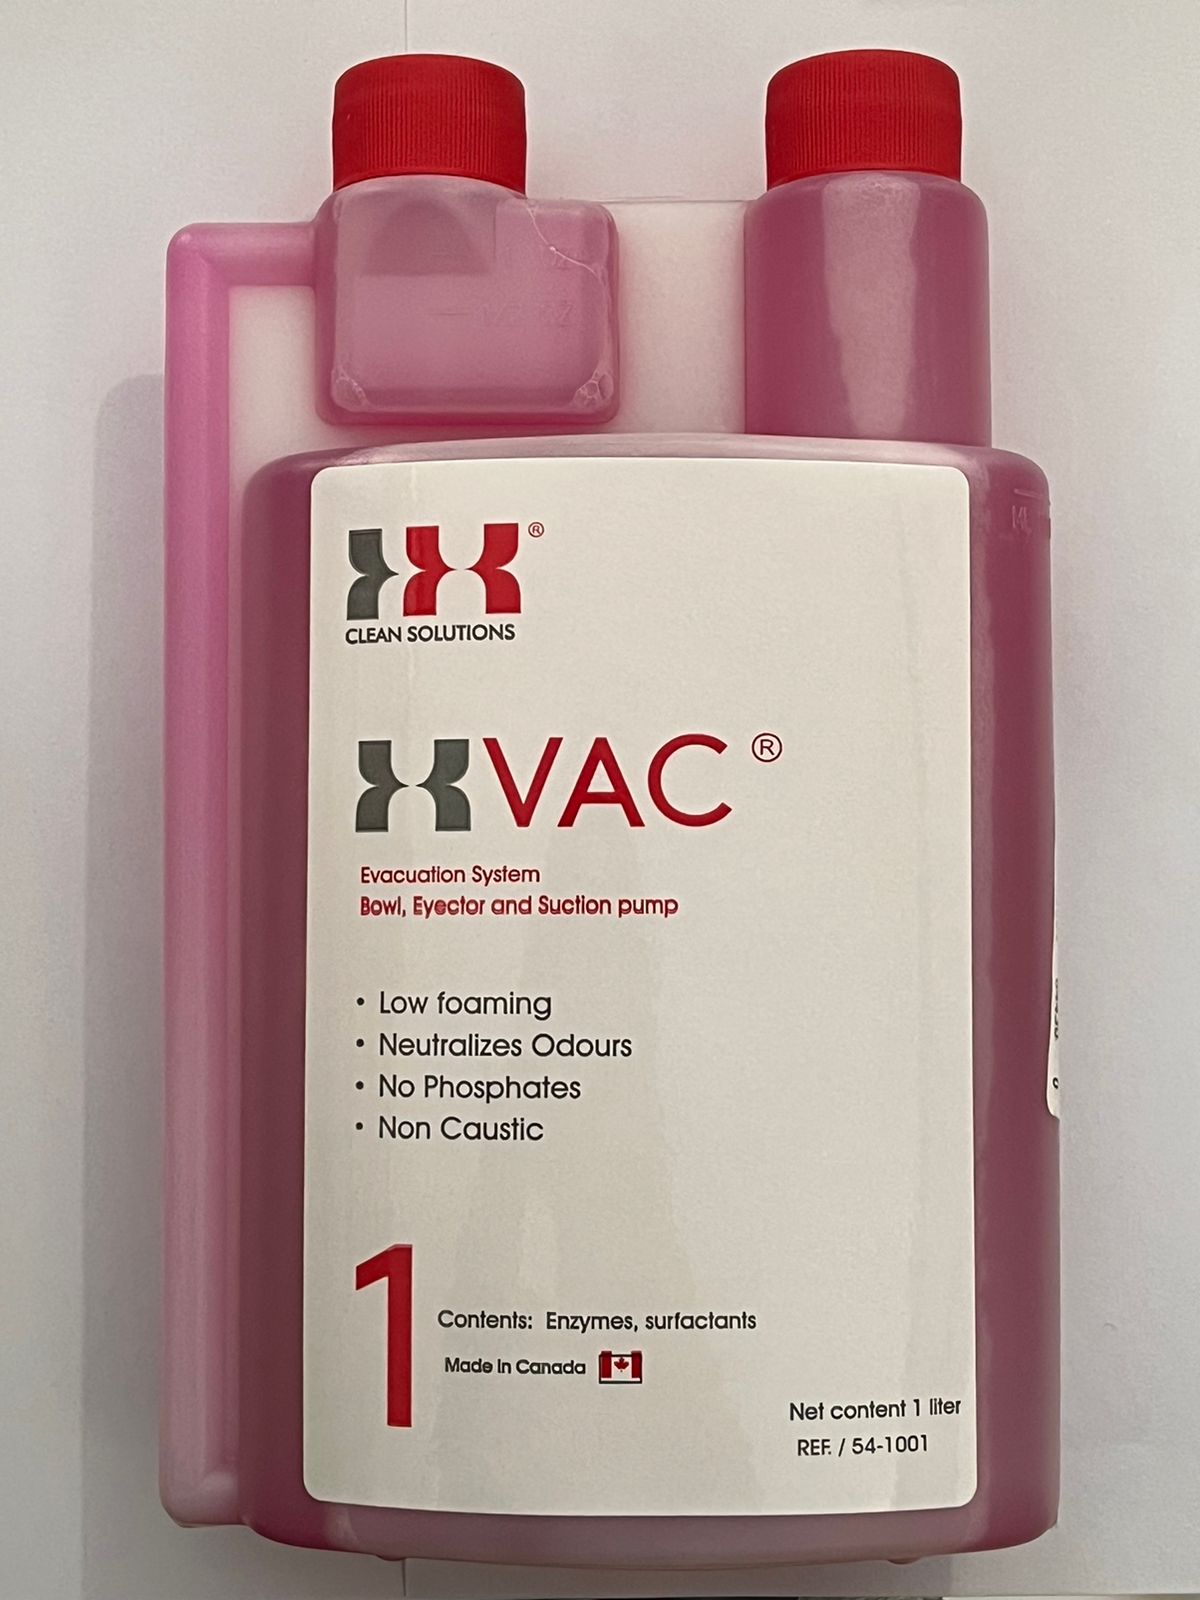 ®
CLEAN SOLUTIONS
VAC®
Evacuation System
Bowl, Eyector and Suction pump
• Low foaming
• Neutralizes Odours
• No Phosphates
• Non Caustic
1
Contents: Enzymes, surfactants
Made In Canada
Net content 1 liter
REF. / 54-1001